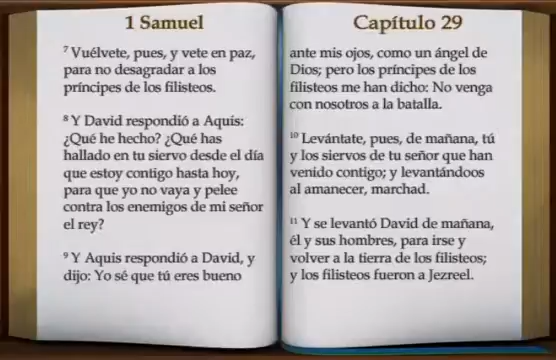 1 Samuel
⁷ Vuélvete, pues, y vete en paz,
para no desagradar a los
príncipes de los filisteos.
⁸ Y David respondió a Aquis:
¿Qué he hecho? ¿Qué has
hallado en tu siervo desde el día
que estoy contigo hasta hoy,
para que yo no vaya y pelee
contra los enemigos de mi señor
el rey?
⁹ Y Aquis respondió a David, y
dijo: Yo sé que tú eres bueno
Capítulo 29
ante mis ojos, como un ángel de
Dios; pero los príncipes de los
filisteos me han dicho: No venga
con nosotros a la batalla.
¹⁰ Levántate, pues, de mañana, tú
y los siervos de tu señor que han
venido contigo; y levantándoos
al amanecer, marchad.
¹¹ Y se levantó David de mañana,
él y sus hombres, para irse y
volver a la tierra de los filisteos;
y los filisteos fueron a Jezreel.